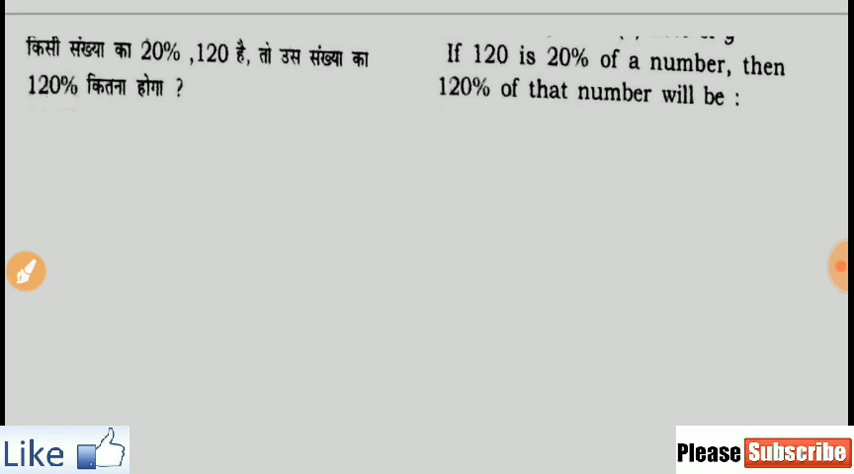 किसी संख्या का 20% ,120 है, तो उस संख्या का
120% कितना होगा ?
If 120 is 20% of a number, then
120% of that number will be :
Like
Please Subscribe